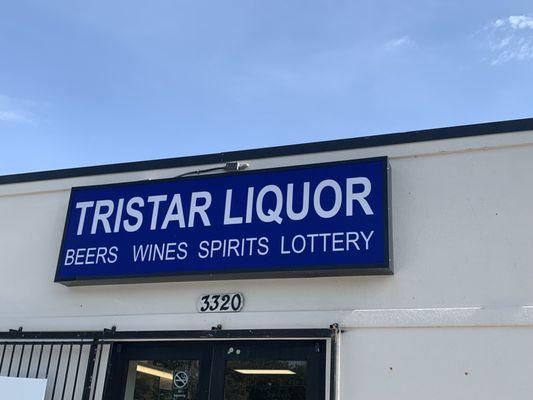 TRISTAR LIQUOR
BEERS WINES SPIRITS LOTTERY
3320